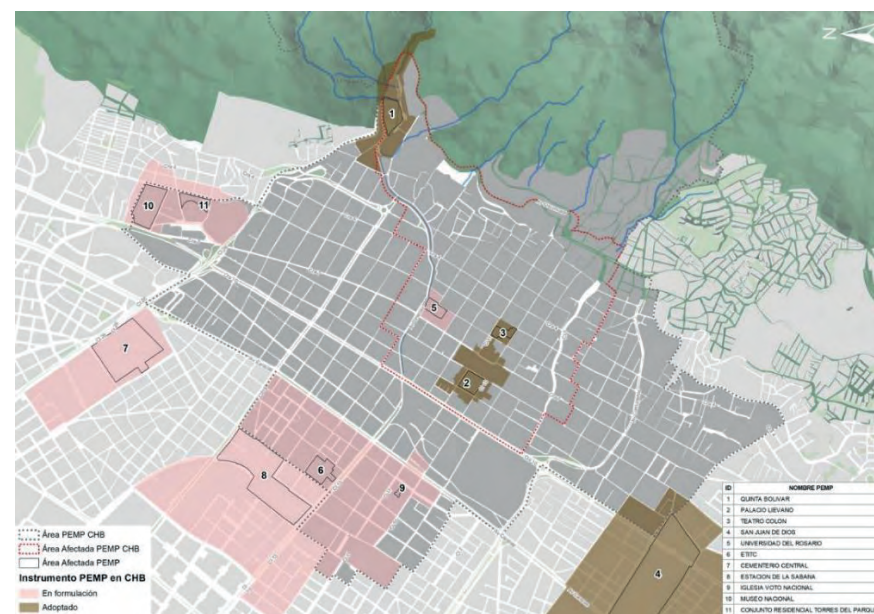 N
1
10
11
5
3
7
2
6
8
9
4
Área PEMP CHB
Área Afectada PEMP CHB
Área Afectada PEMP
Instrumento PEMP en CHB
En formulación
Adoptado
ID NOMBRE PEMP
1 QUINTA BOLIVAR
2 PALACIO LIEVANO
3 TEATRO COLON
4 SAN JUAN DE DIOS
5 UNIVERSIDAD DEL ROSARIO
6 ETITC
7 CEMENTERIO CENTRAL
8 ESTACION DE LA SABANA
9 IGLESIA VOTO NACIONAL
10 MUSEO NACIONAL
11 CONJUNTO RESIDENCIAL TORRES DEL PARQUE